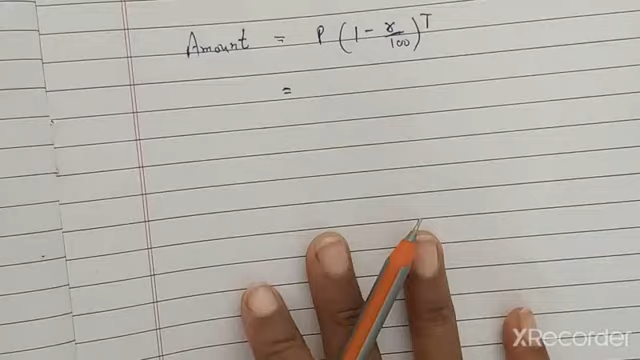 Amount = P (1 - r/100)^T
=
XRecorder